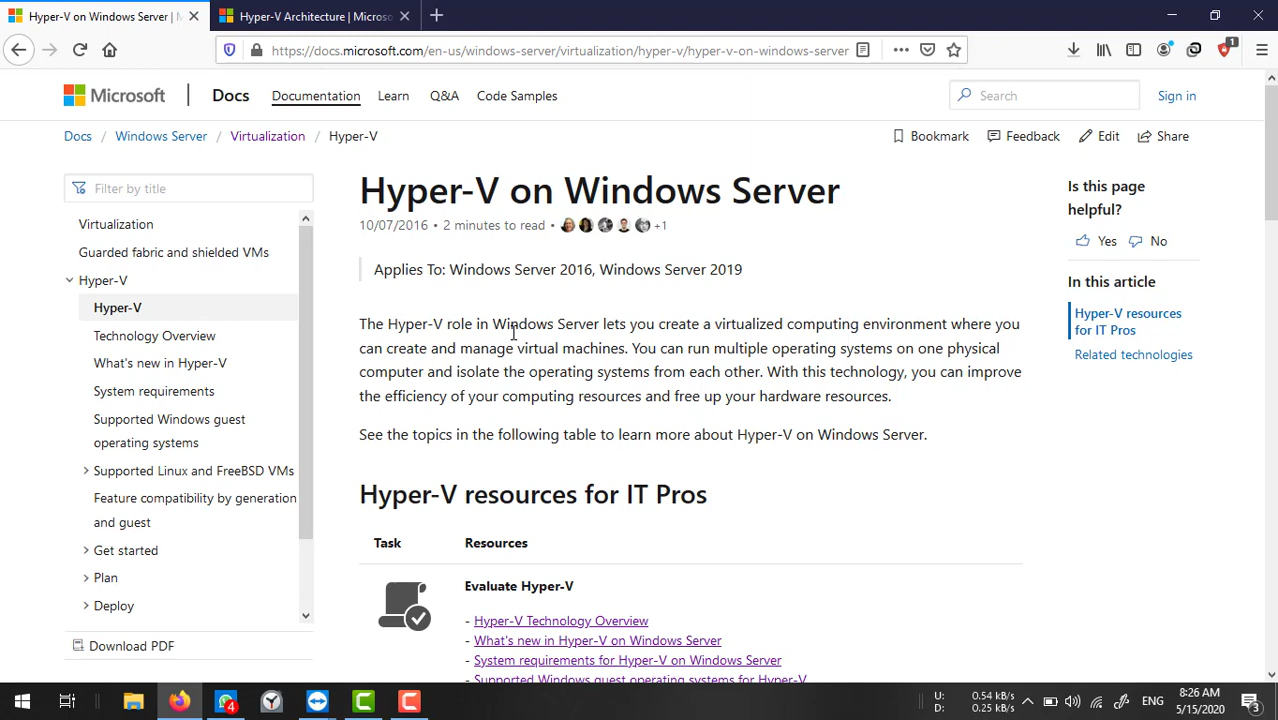 Hyper-V on Windows Server | M
Hyper-V Architecture | Microso
https://docs.microsoft.com/en-us/windows-server/virtualization/hyper-v/hyper-v-on-windows-server
1
Microsoft
Docs
Documentation
Learn
Q&A
Code Samples
Search
Sign in
Docs / Windows Server / Virtualization / Hyper-V
Bookmark
Feedback
Edit
Share
Filter by title
Virtualization
Guarded fabric and shielded VMs
Hyper-V
Hyper-V
Technology Overview
What's new in Hyper-V
System requirements
Supported Windows guest
operating systems
Supported Linux and FreeBSD VMs
Feature compatibility by generation
and guest
Get started
Plan
Deploy
Download PDF
Hyper-V on Windows Server
10/07/2016 • 2 minutes to read • +1
Applies To: Windows Server 2016, Windows Server 2019
The Hyper-V role in Windows Server lets you create a virtualized computing environment where you
can create and manage virtual machines. You can run multiple operating systems on one physical
computer and isolate the operating systems from each other. With this technology, you can improve
the efficiency of your computing resources and free up your hardware resources.
See the topics in the following table to learn more about Hyper-V on Windows Server.
Hyper-V resources for IT Pros
Task Resources
Evaluate Hyper-V
- Hyper-V Technology Overview
- What's new in Hyper-V on Windows Server
- System requirements for Hyper-V on Windows Server
- Supported Windows guest operating systems for Hyper-V
Is this page
helpful?
Yes
No
In this article
Hyper-V resources
for IT Pros
Related technologies
4
U: 0.54 kB/s
D: 0.25 kB/s
ENG
8:26 AM
5/15/2020
3